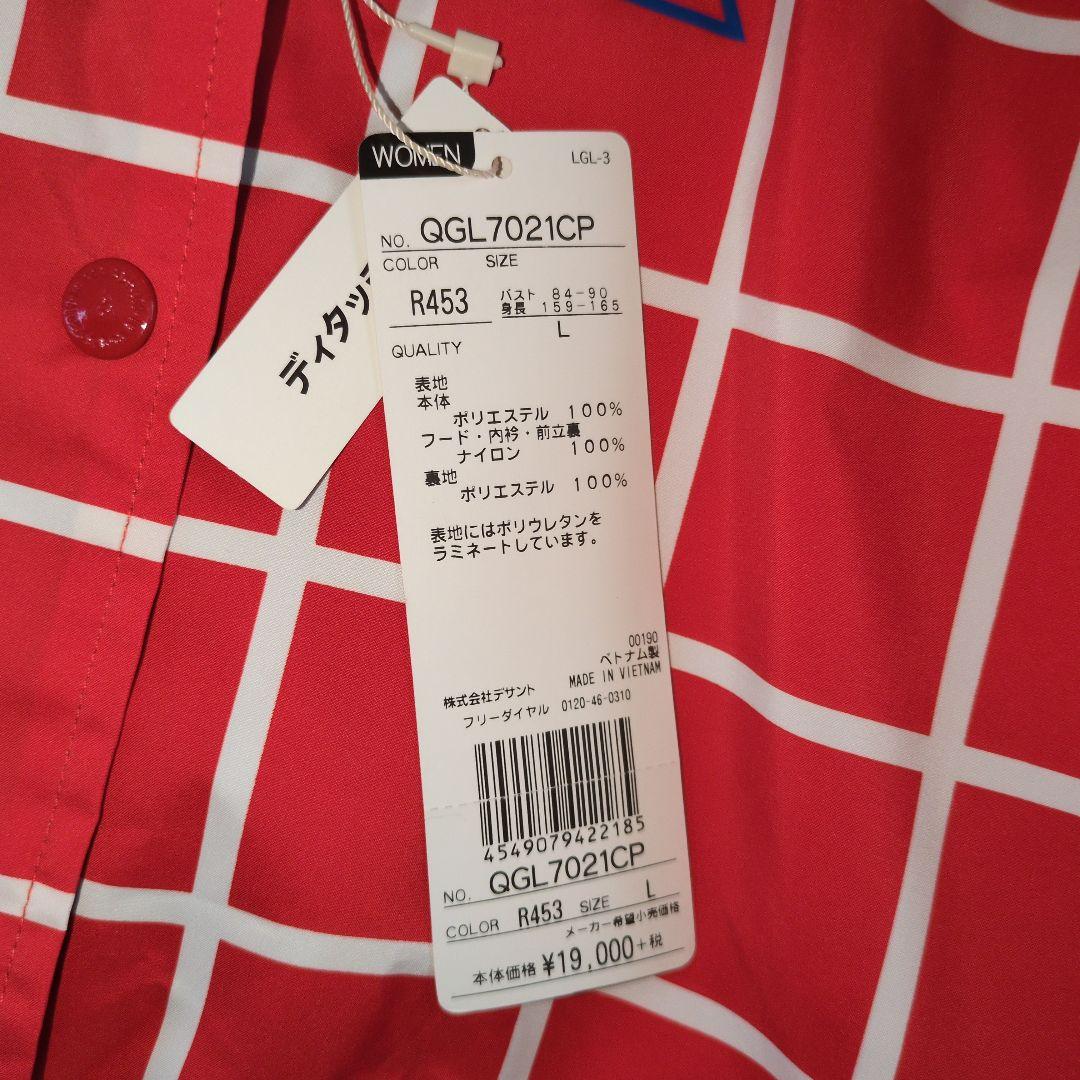 WOMEN
LGL-3
NO. QGL7021CP
COLOR SIZE
R453
バスト 84-90
身長 159-165
L
QUALITY
表地
本体
ポリエステル 100%
フード・内衿・前立裏
ナイロン 100%
裏地
ポリエステル 100%
表地にはポリウレタンを
ラミネートしています。
00190
ベトナム製
MADE IN VIETNAM
株式会社デサント
フリーダイヤル 0120-46-0310
4549079422185
NO. QGL7021CP
COLOR R453 SIZE L
メーカー希望小売価格
本体価格 ¥19,000+税
ディタッ